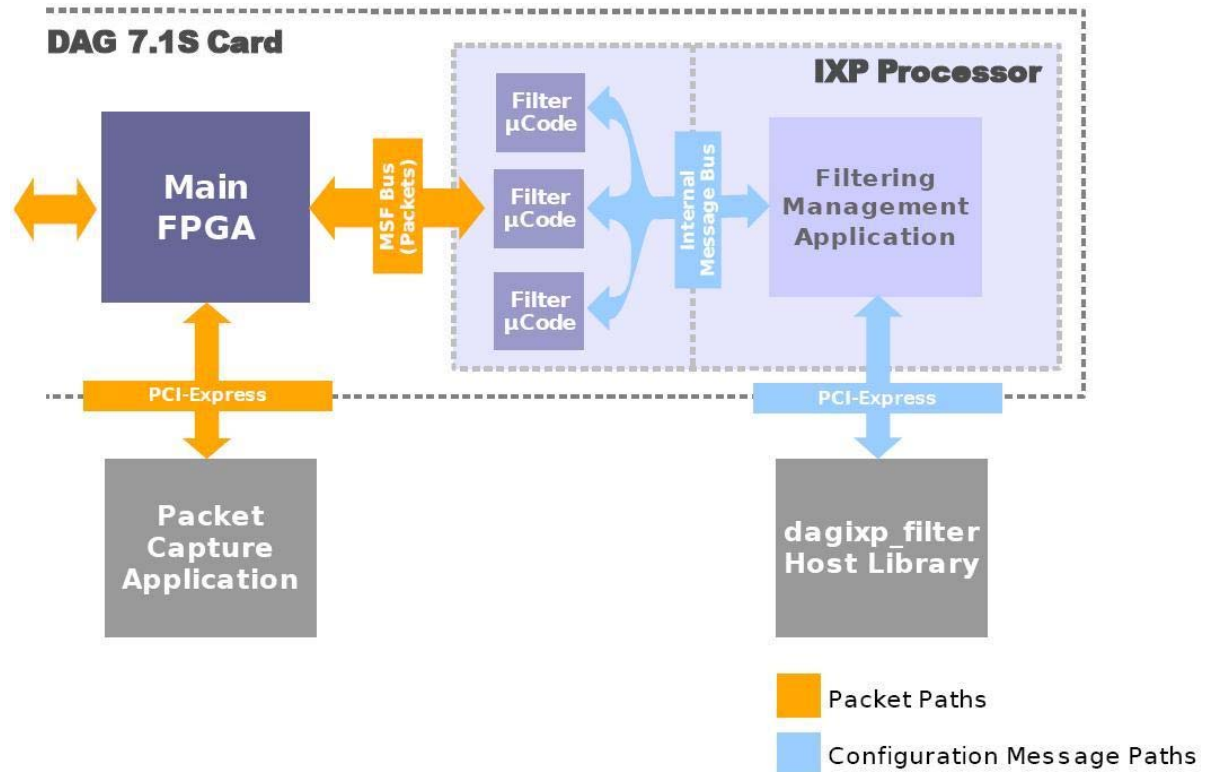 DAG 7.1S Card
IXP Processor
Filter
µCode
Main
FPGA
MSF Bus
(Packets)
Filter
µCode
Internal
Message Bus
Filtering
Management
Application
Filter
µCode
PCI-Express
PCI-Express
Packet
Capture
Application
dagixp_filter
Host Library
Packet Paths
Configuration Message Paths